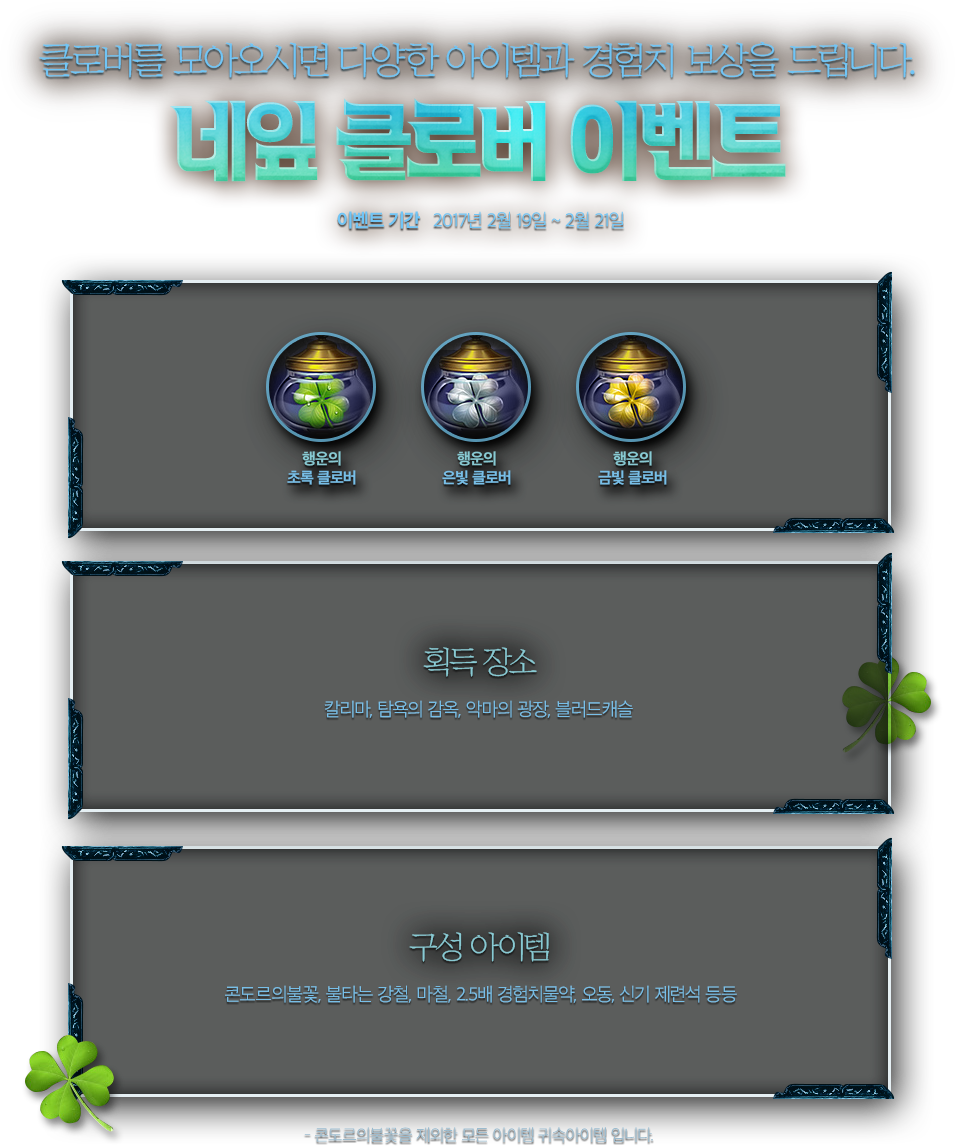 클로버를 모아오시면 다양한 아이템과 경험치 보상을 드립니다.
네잎 클로버 이벤트
이벤트 기간 2017년 2월 19일 ~ 2월 21일
행운의
초록 클로버
행운의
은빛 클로버
행운의
금빛 클로버
획득 장소
칼리마, 탐욕의 감옥, 악마의 광장, 블러드캐슬
구성 아이템
콘도르의불꽃, 불타는 강철, 마철, 2.5배 경험치물약, 오동, 신기 제련석 등등
- 콘도르의불꽃을 제외한 모든 아이템 귀속아이템 입니다.